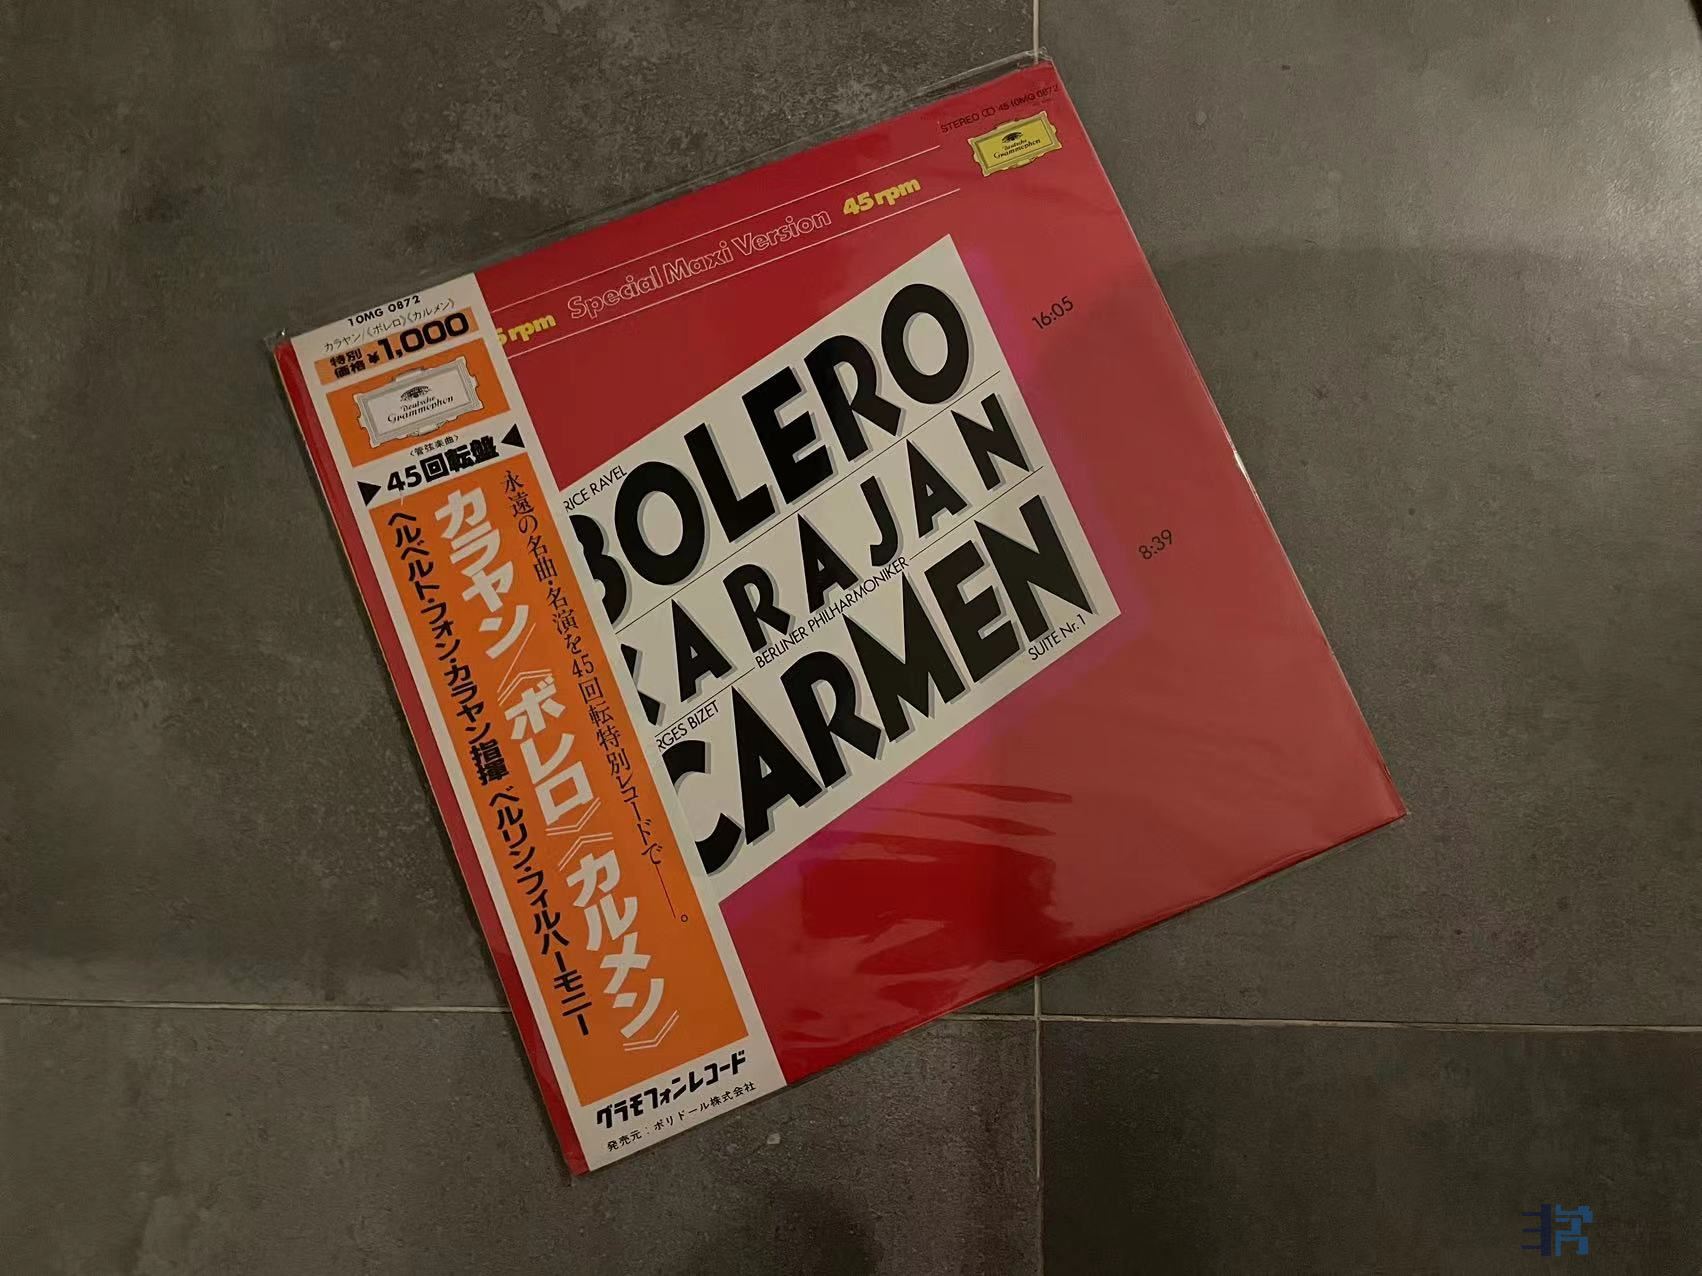 STEREO 45 10MG 0872
Deutsche
Grammophon
Special Maxi Version 45 rpm
5 rpm
10MG 0872
カラヤン/《ボレロ》《カルメン》
特別
価格 ¥1,000
Deutsche
Grammophon
〈管弦楽曲〉
▶45回転盤◀
永遠の名曲・名演を45回転特別レコードで――。
カラヤン/《ボレロ》《カルメン》
ヘルベルト・フォン・カラヤン指揮 ベルリン・フィルハーモニー
グラモフォンレコード
発売元:ポリドール株式会社
RICE RAVEL
BOLERO
16:05
KARAJAN
BERLINER PHILHARMONIKER
RGES BIZET
CARMEN
8:39
SUITE Nr. 1